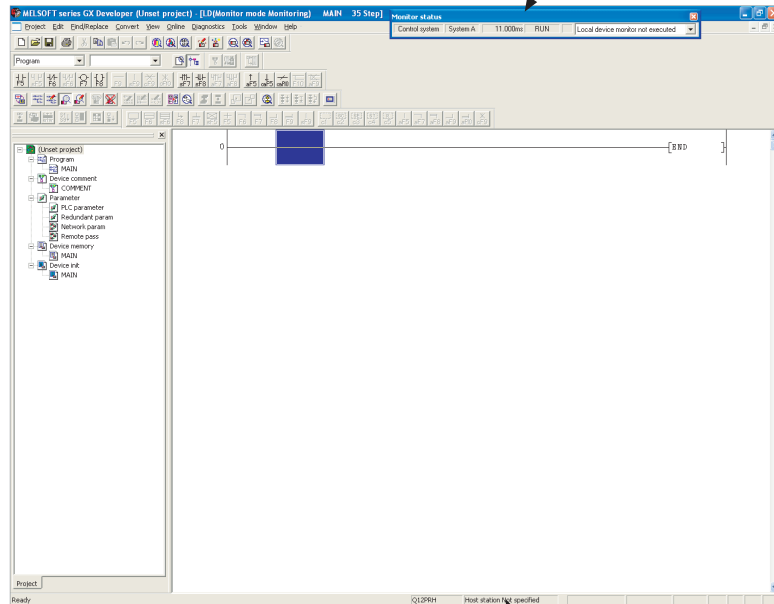 MELSOFT series GX Developer (Unset project) - [LD(Monitor mode Monitoring) MAIN 35 Step]
Monitor status
Control system System A 11.000ms RUN Local device monitor not executed
Project Edit Find/Replace Convert View Online Diagnostics Tools Window Help
Program
0 END
(Unset project)
Program
MAIN
Device comment
COMMENT
Parameter
PLC parameter
Redundant param
Network param
Remote pass
Device memory
MAIN
Device init
MAIN
Project
Ready Q12PRH Host station Not specified